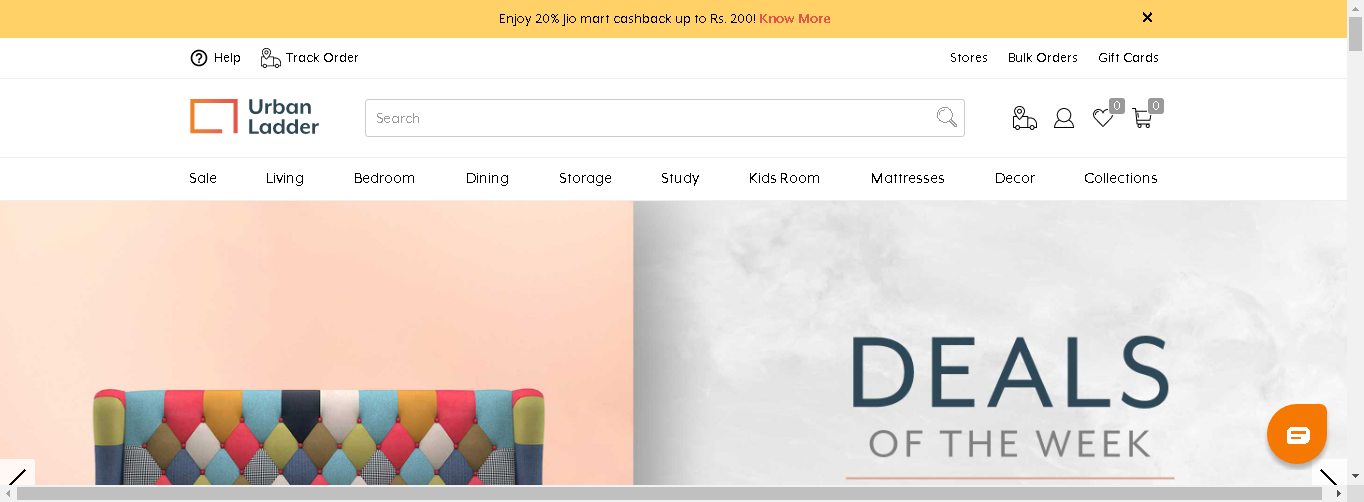 Enjoy 20% Jio mart cashback up to Rs. 200! Know More
Help Track Order Stores Bulk Orders Gift Cards
Urban
Ladder
Search
0 0
Sale Living Bedroom Dining Storage Study Kids Room Mattresses Decor Collections
DEALS
OF THE WEEK